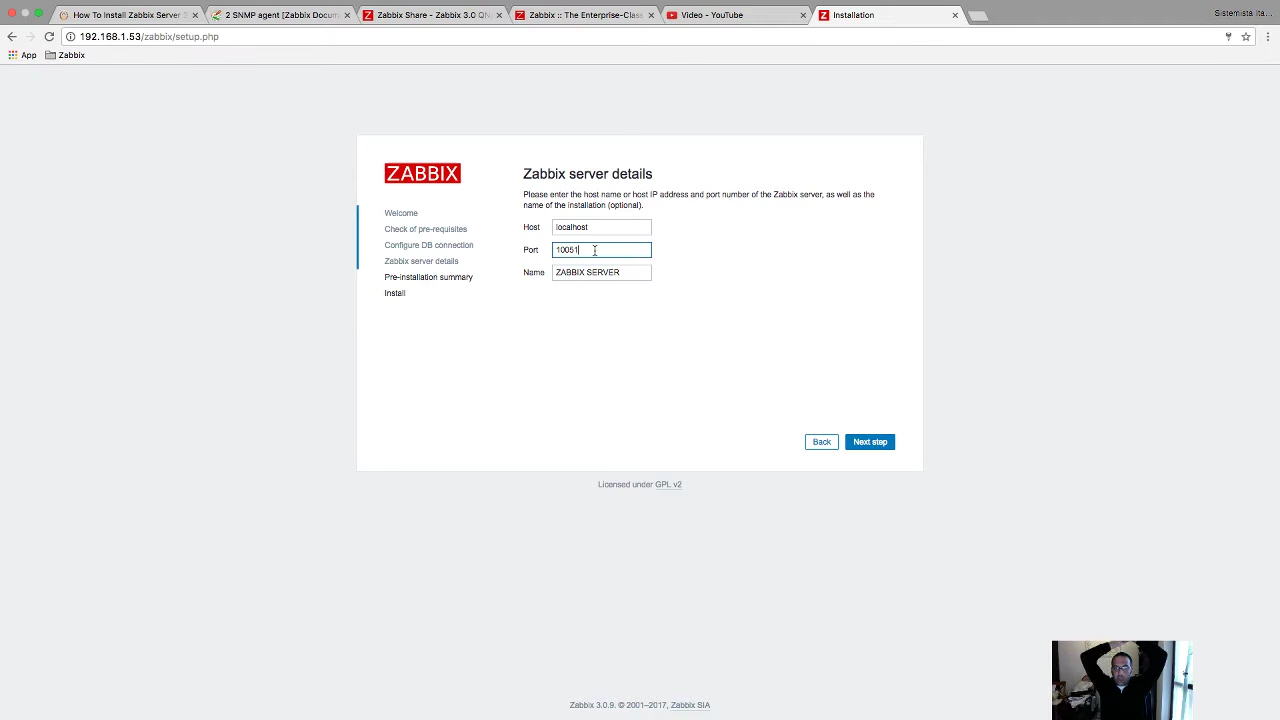 How To Install Zabbix Server 3
2 SNMP agent [Zabbix Docum
Zabbix Share - Zabbix 3.0 QN
Zabbix :: The Enterprise-Class
Video - YouTube
Installation
Sistemista ita...
192.168.1.53/zabbix/setup.php
App
Zabbix
ZABBIX
Welcome
Check of pre-requisites
Configure DB connection
Zabbix server details
Pre-installation summary
Install
Zabbix server details
Please enter the host name or host IP address and port number of the Zabbix server, as well as the
name of the installation (optional).
Host localhost
Port 10051
Name ZABBIX SERVER
Back
Next step
Licensed under GPL v2
Zabbix 3.0.9. © 2001–2017, Zabbix SIA